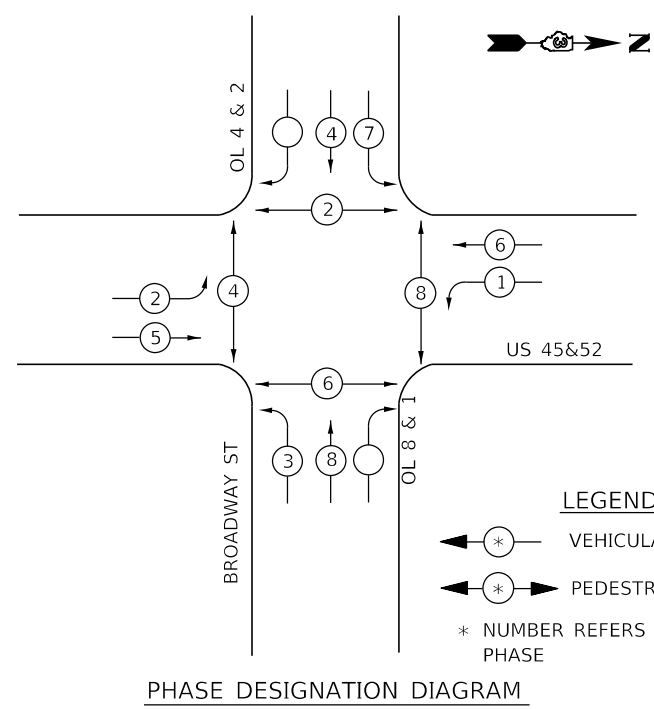 N
OL 4 & 2
4
7
2
6
1
2
4
8
5
US 45&52
6
OL 8 & 1
3
8
BROADWAY ST
LEGEND
* VEHICULA
* PEDESTR
* NUMBER REFERS
PHASE
PHASE DESIGNATION DIAGRAM